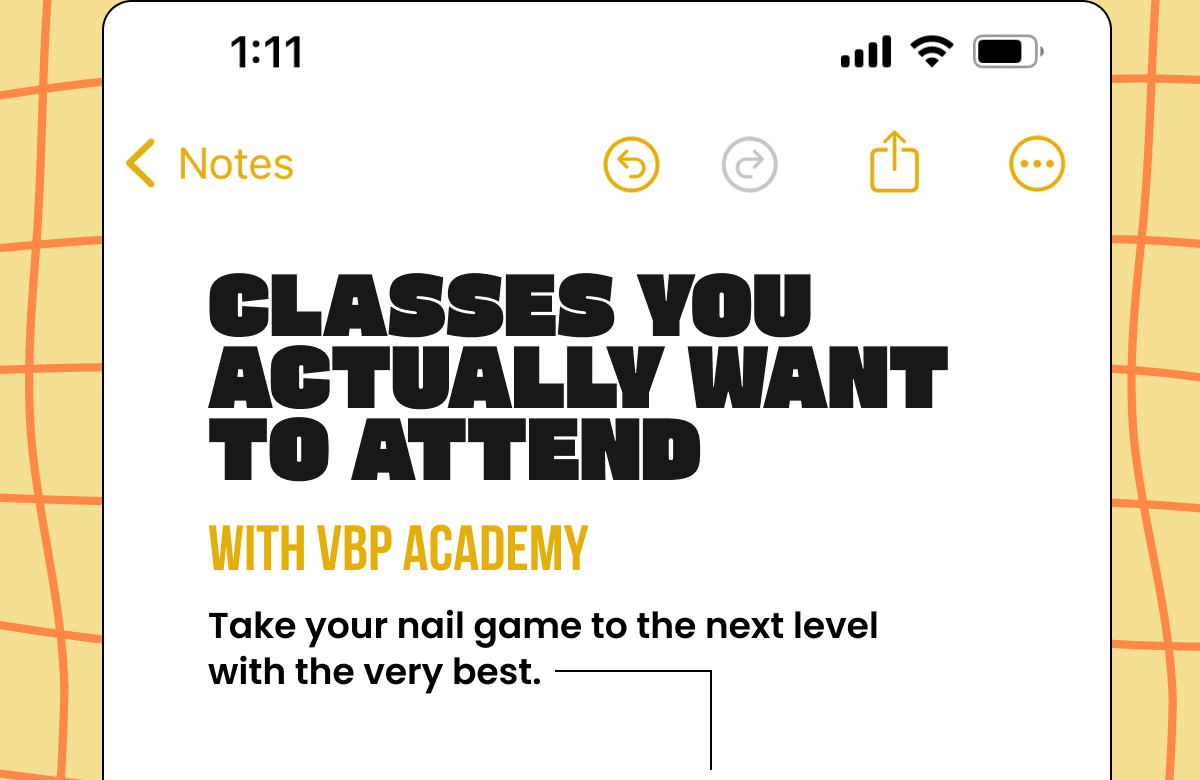 1:11
Notes
CLASSES YOU
ACTUALLY WANT
TO ATTEND
WITH VBP ACADEMY
Take your nail game to the next level
with the very best.